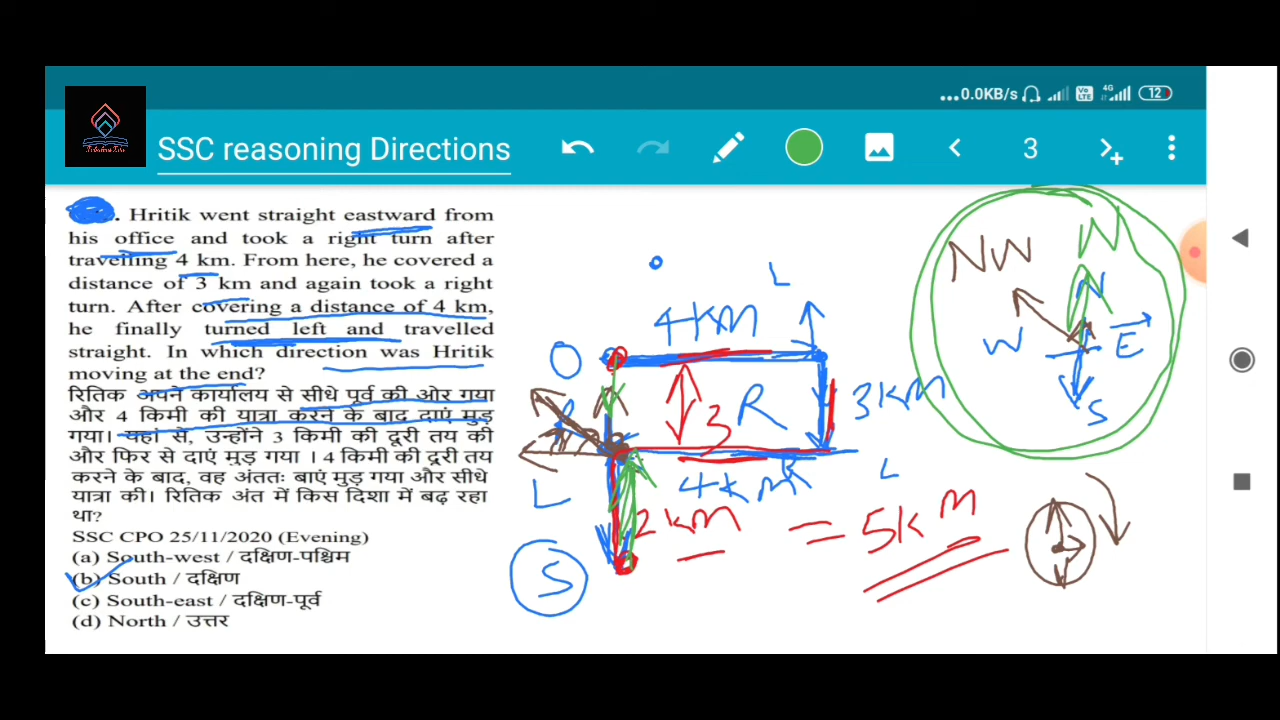 ...0.0KB/s 4G Vo LTE 12
SSC reasoning Directions
3
. Hritik went straight eastward from
his office and took a right turn after
travelling 4 km. From here, he covered a
distance of 3 km and again took a right
turn. After covering a distance of 4 km,
he finally turned left and travelled
straight. In which direction was Hritik
moving at the end?
रितिक अपने कार्यालय से सीधे पूर्व की ओर गया
और 4 किमी की यात्रा करने के बाद दाएं मुड़
गया। यहां से, उन्होंने 3 किमी की दूरी तय की
और फिर से दाएं मुड़ गया । 4 किमी की दूरी तय
करने के बाद, वह अंततः बाएं मुड़ गया और सीधे
यात्रा की। रितिक अंत में किस दिशा में बढ़ रहा
था?
SSC CPO 25/11/2020 (Evening)
(a) South-west / दक्षिण-पश्चिम
(b) South / दक्षिण
(c) South-east / दक्षिण-पूर्व
(d) North / उत्तर
L
4KM
O
3
R
3KM
R
L
L
4KM
2KM = 5KM
S
NW
N
N
W
E
S